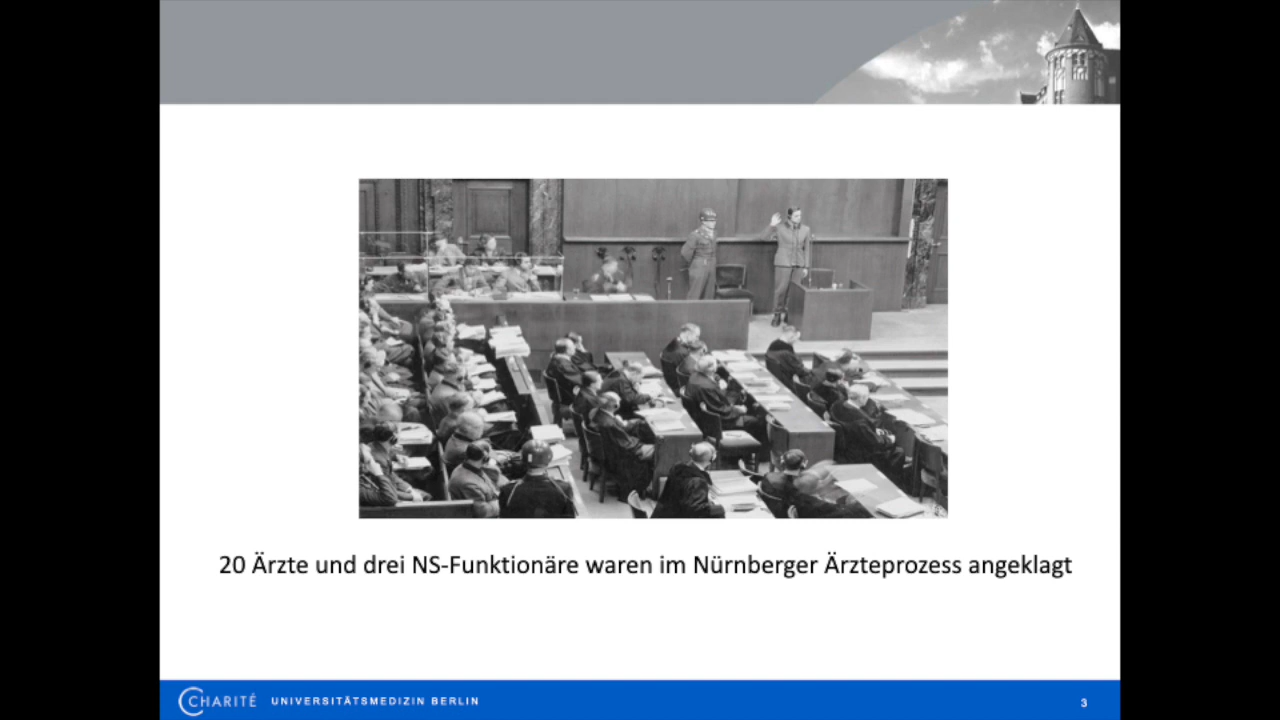 20 Ärzte und drei NS-Funktionäre waren im Nürnberger Ärzteprozess angeklagt
CHARITÉ UNIVERSITÄTSMEDIZIN BERLIN
3